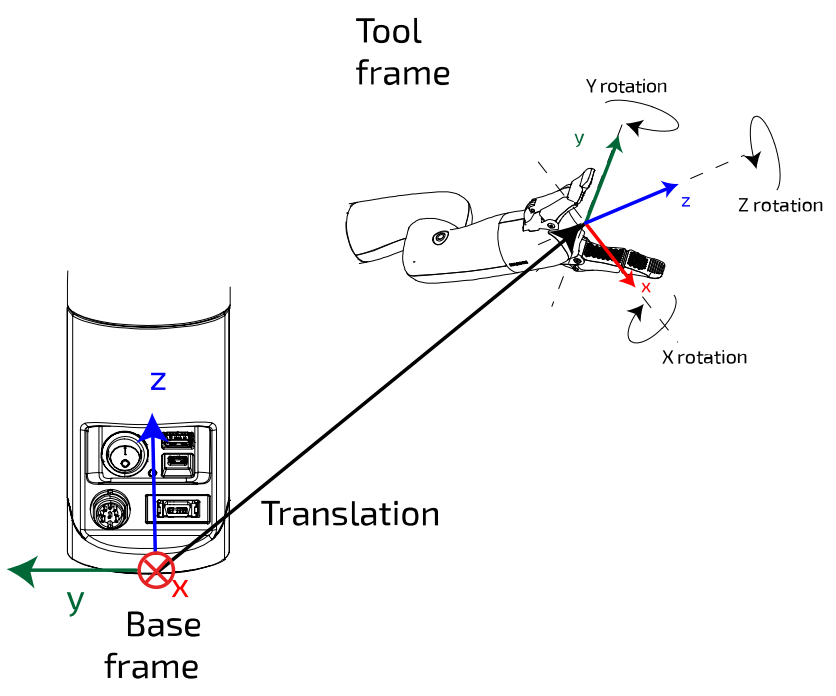 Tool
frame
Y rotation
y
z
Z rotation
x
X rotation
z
Translation
x
y
Base
frame